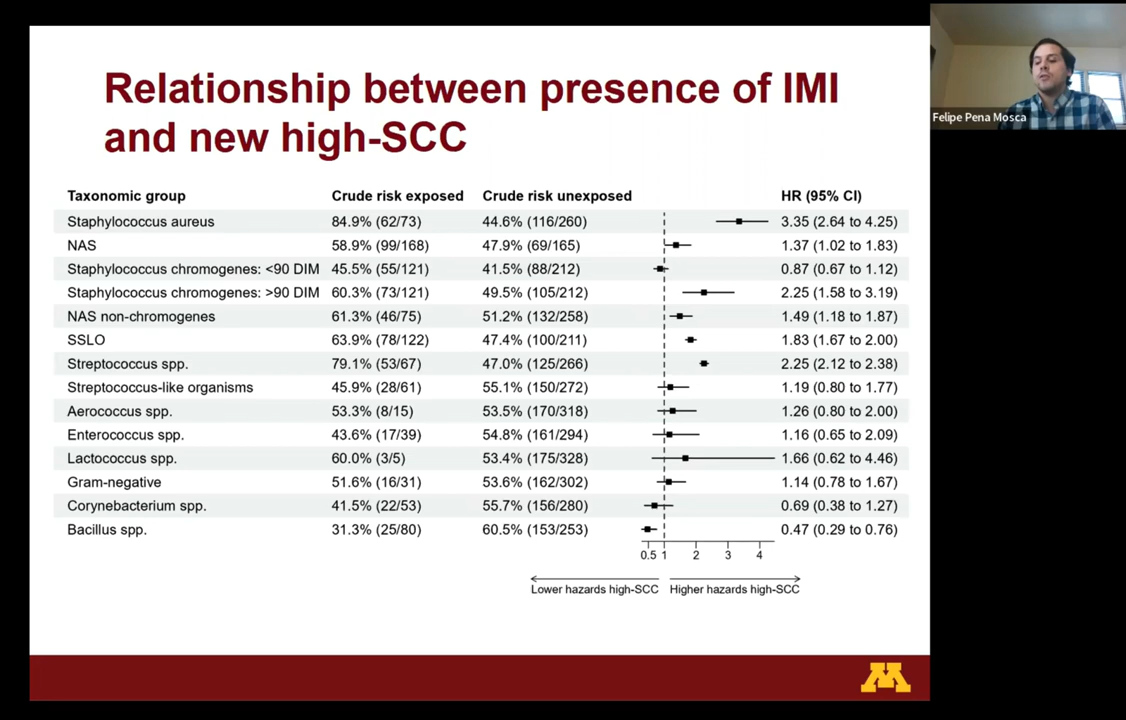 Relationship between presence of IMI
and new high-SCC
Taxonomic group Crude risk exposed Crude risk unexposed HR (95% CI)
Staphylococcus aureus 84.9% (62/73) 44.6% (116/260) 3.35 (2.64 to 4.25)
NAS 58.9% (99/168) 47.9% (69/165) 1.37 (1.02 to 1.83)
Staphylococcus chromogenes: <90 DIM 45.5% (55/121) 41.5% (88/212) 0.87 (0.67 to 1.12)
Staphylococcus chromogenes: >90 DIM 60.3% (73/121) 49.5% (105/212) 2.25 (1.58 to 3.19)
NAS non-chromogenes 61.3% (46/75) 51.2% (132/258) 1.49 (1.18 to 1.87)
SSLO 63.9% (78/122) 47.4% (100/211) 1.83 (1.67 to 2.00)
Streptococcus spp. 79.1% (53/67) 47.0% (125/266) 2.25 (2.12 to 2.38)
Streptococcus-like organisms 45.9% (28/61) 55.1% (150/272) 1.19 (0.80 to 1.77)
Aerococcus spp. 53.3% (8/15) 53.5% (170/318) 1.26 (0.80 to 2.00)
Enterococcus spp. 43.6% (17/39) 54.8% (161/294) 1.16 (0.65 to 2.09)
Lactococcus spp. 60.0% (3/5) 53.4% (175/328) 1.66 (0.62 to 4.46)
Gram-negative 51.6% (16/31) 53.6% (162/302) 1.14 (0.78 to 1.67)
Corynebacterium spp. 41.5% (22/53) 55.7% (156/280) 0.69 (0.38 to 1.27)
Bacillus spp. 31.3% (25/80) 60.5% (153/253) 0.47 (0.29 to 0.76)
0.5 1 2 3 4
Lower hazards high-SCC Higher hazards high-SCC
M
Felipe Pena Mosca